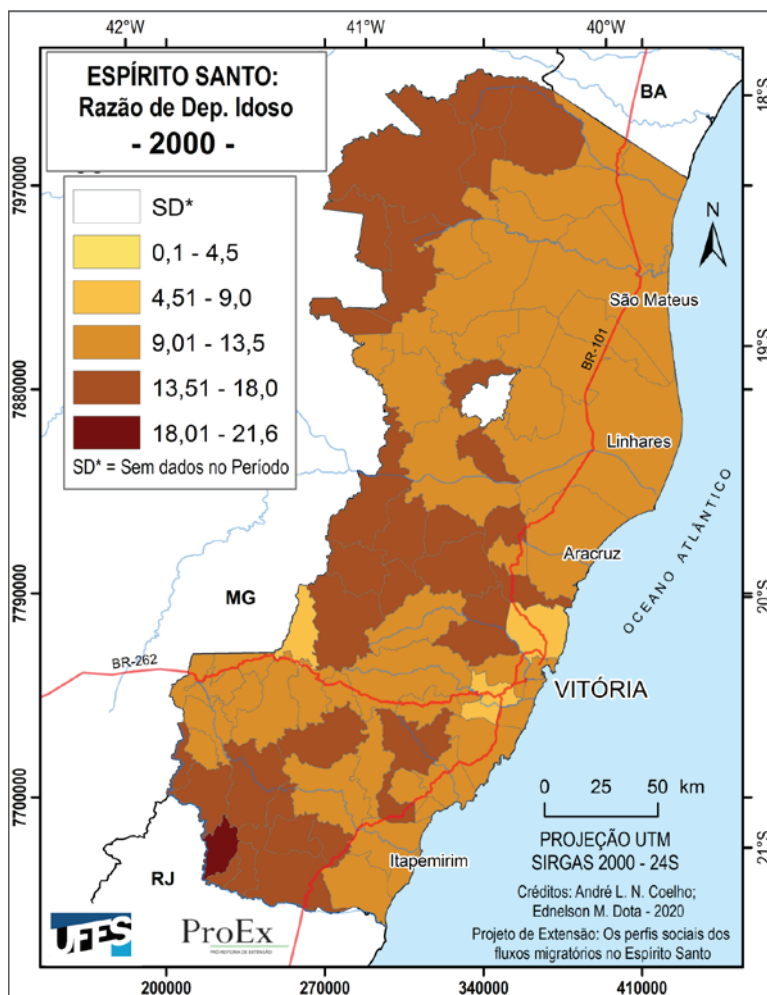 42°W 41°W 40°W
ESPÍRITO SANTO:
Razão de Dep. Idoso
- 2000 -
BA
18°S
7970000
SD*
0,1 - 4,5
4,51 - 9,0
9,01 - 13,5
13,51 - 18,0
18,01 - 21,6
SD* = Sem dados no Período
N
São Mateus
19°S
BR-101
7880000
Linhares
OCEANO ATLÂNTICO
Aracruz
7790000
MG
20°S
BR-262
VITÓRIA
0 25 50 km
7700000
PROJEÇÃO UTM
SIRGAS 2000 - 24S
21°S
Itapemirim
RJ
Créditos: André L. N. Coelho;
Ednelson M. Dota - 2020
Projeto de Extensão: Os perfis sociais dos
fluxos migratórios no Espírito Santo
UFES
ProEx
PRÓ-REITORIA DE EXTENSÃO
200000 270000 340000 410000